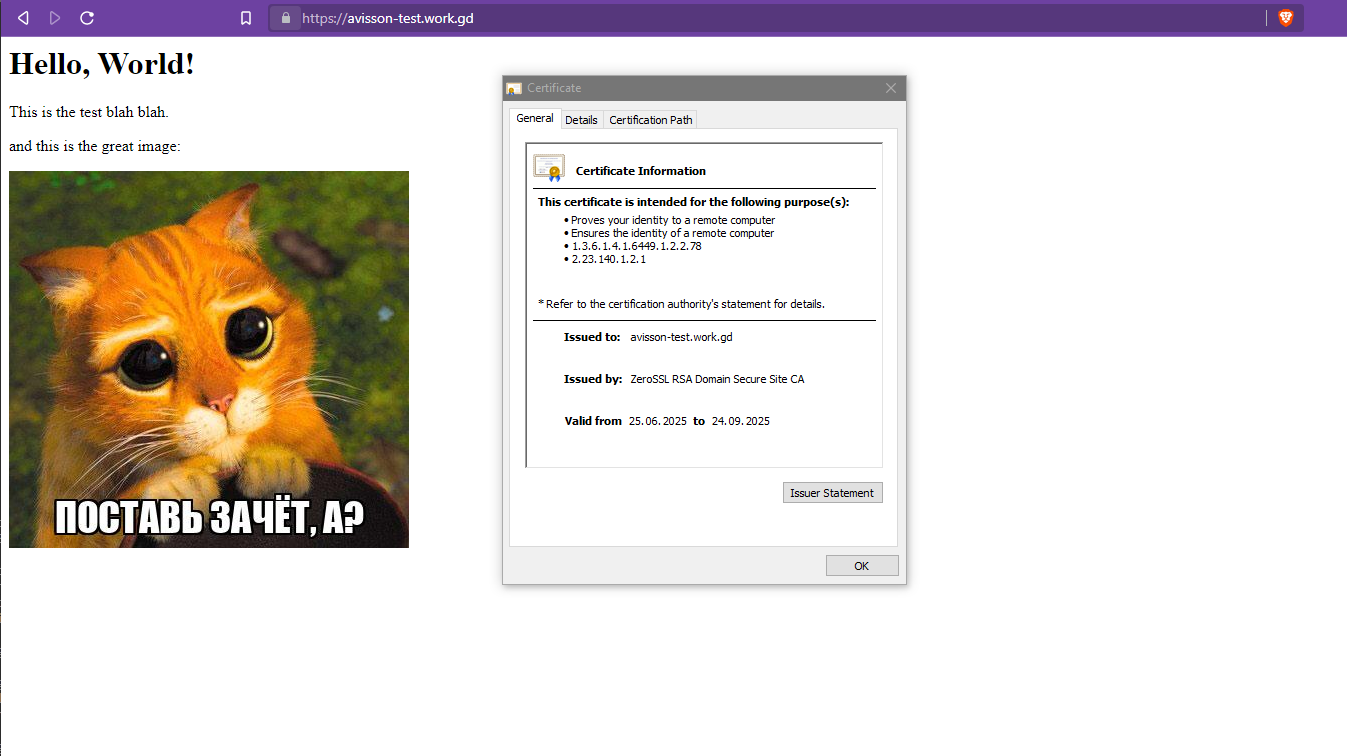 https://avisson-test.work.gd
Hello, World!
This is the test blah blah.
and this is the great image:
ПОСТАВЬ ЗАЧЁТ, А?
Certificate
General Details Certification Path
Certificate Information
This certificate is intended for the following purpose(s):
• Proves your identity to a remote computer
• Ensures the identity of a remote computer
• 1.3.6.1.4.1.6449.1.2.2.78
• 2.23.140.1.2.1
* Refer to the certification authority's statement for details.
Issued to: avisson-test.work.gd
Issued by: ZeroSSL RSA Domain Secure Site CA
Valid from 25.06.2025 to 24.09.2025
Issuer Statement
OK